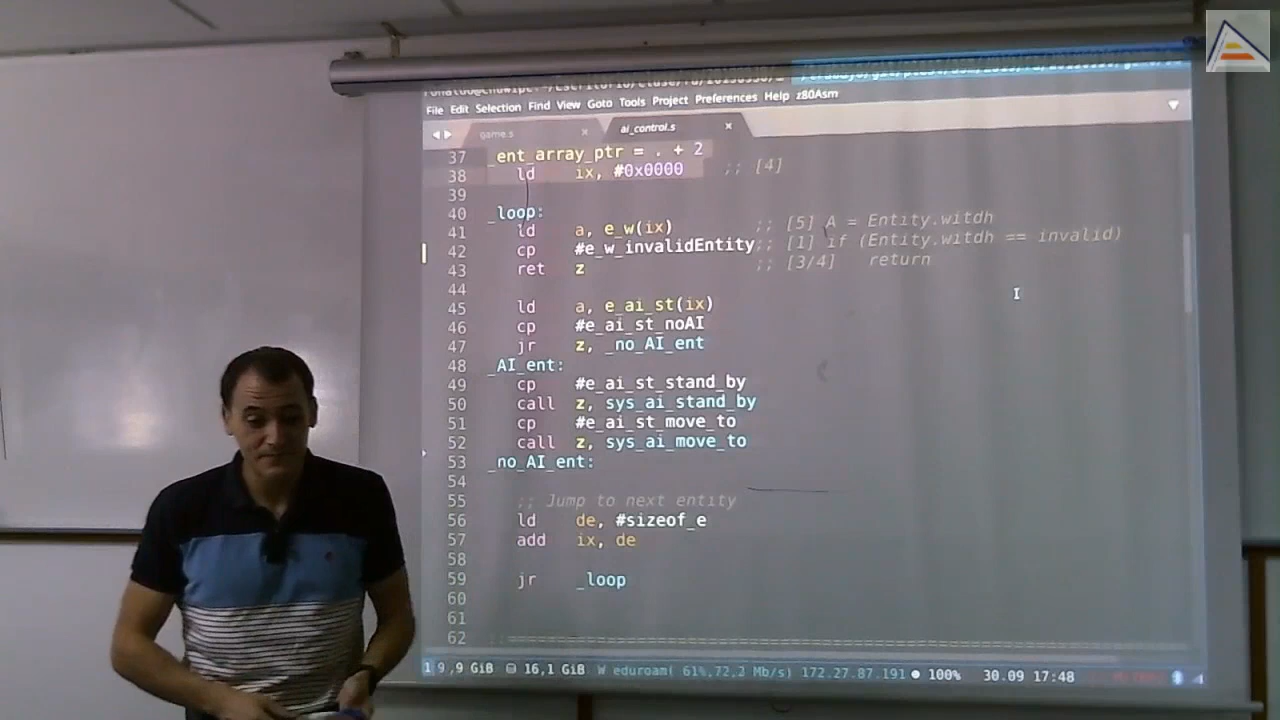 File Edit Selection Find View Goto Tools Project Preferences Help z80Asm
game.s ai_control.s
37 _ent_array_ptr = . + 2
38 ld ix, #0x0000 ;; [4]
39
40 _loop:
41 ld a, e_w(ix) ;; [5] A = Entity.witdh
42 cp #e_w_invalidEntity;; [1] if (Entity.witdh == invalid)
43 ret z ;; [3/4] return
44
45 ld a, e_ai_st(ix)
46 cp #e_ai_st_noAI
47 jr z, _no_AI_ent
48 _AI_ent:
49 cp #e_ai_st_stand_by
50 call z, sys_ai_stand_by
51 cp #e_ai_st_move_to
52 call z, sys_ai_move_to
53 _no_AI_ent:
54
55 ;; Jump to next entity
56 ld de, #sizeof_e
57 add ix, de
58
59 jr _loop
60
61
62
1 9,9 GiB 16,1 GiB W eduroam( 61%,72,2 Mb/s) 172.27.87.191 100% 30.09 17:48